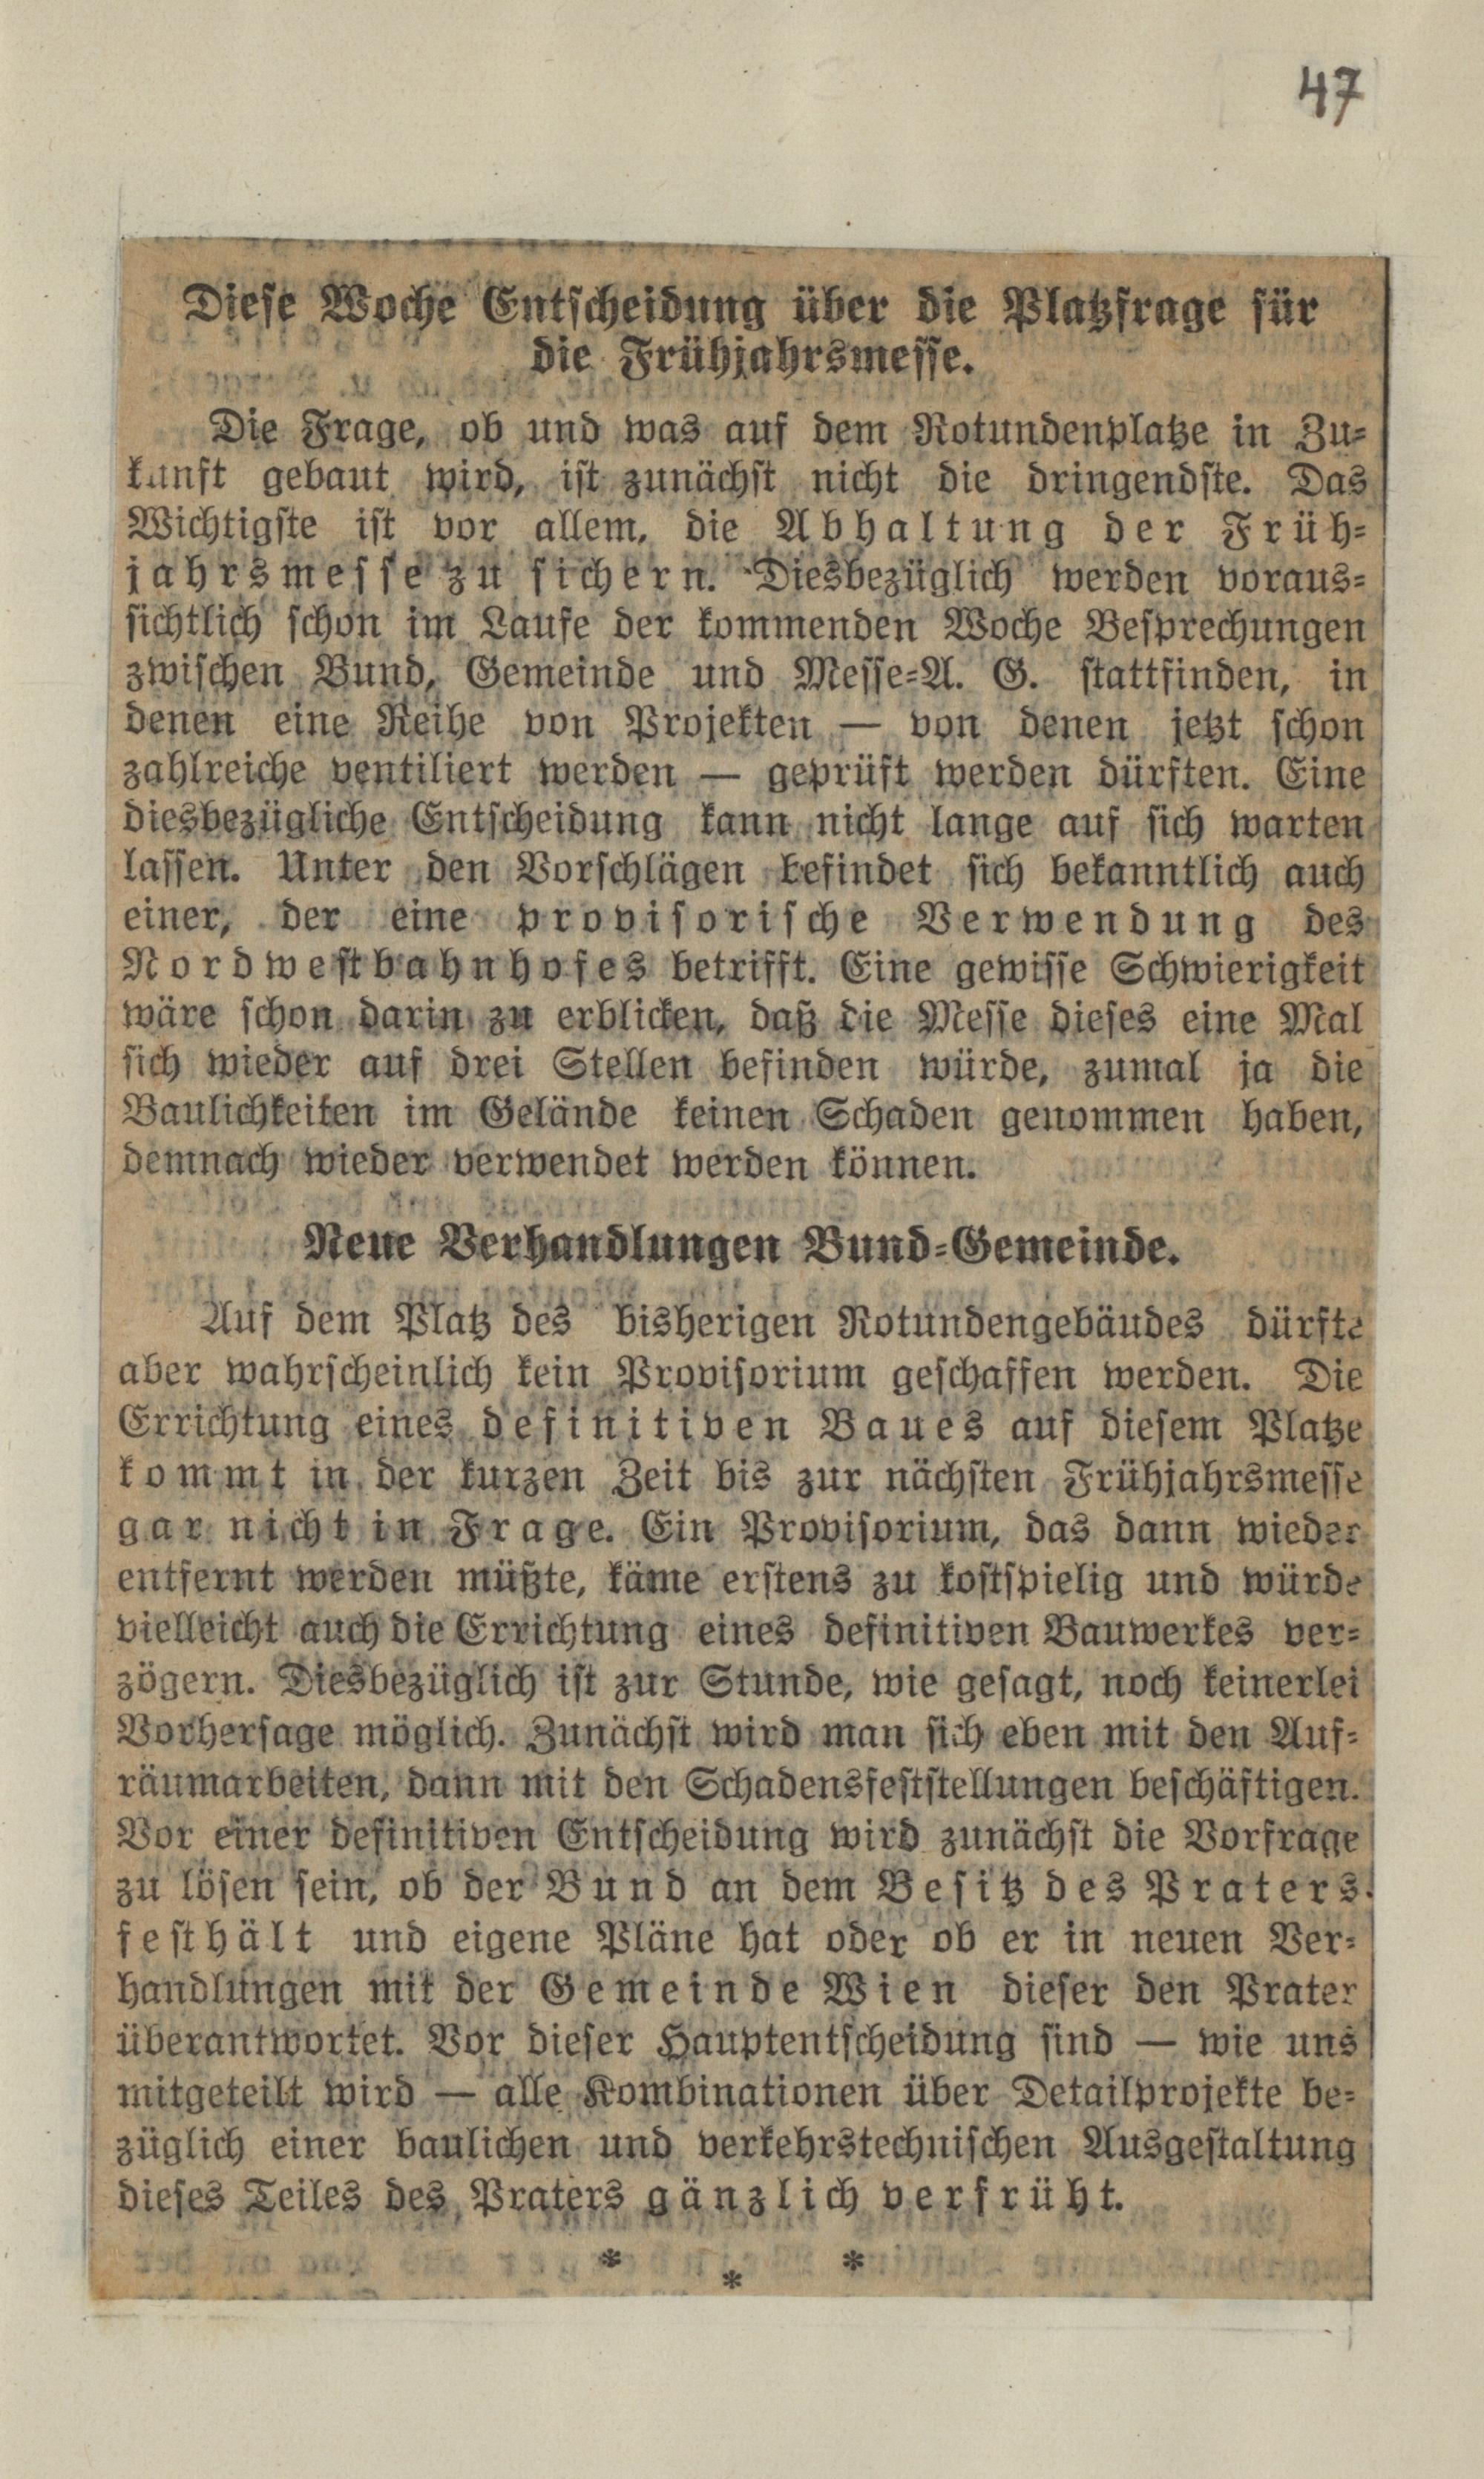 47
Diese Woche Entscheidung über die Platzfrage für
die Frühjahrsmesse.
Die Frage, ob und was auf dem Rotundenplatze in Zu-
kunft gebaut wird, ist zunächst nicht die dringendste. Das
Wichtigste ist vor allem, die Abhaltung der Früh-
jahrsmesse zu sichern. Diesbezüglich werden voraus-
sichtlich schon im Laufe der kommenden Woche Besprechungen
zwischen Bund, Gemeinde und Messe-A. G. stattfinden, in
denen eine Reihe von Projekten — von denen jetzt schon
zahlreiche ventiliert werden — geprüft werden dürften. Eine
diesbezügliche Entscheidung kann nicht lange auf sich warten
lassen. Unter den Vorschlägen befindet sich bekanntlich auch
einer, der eine provisorische Verwendung des
Nordwestbahnhofes betrifft. Eine gewisse Schwierigkeit
wäre schon darin zu erblicken, daß die Messe dieses eine Mal
sich wieder auf drei Stellen befinden würde, zumal ja die
Baulichkeiten im Gelände keinen Schaden genommen haben,
demnach wieder verwendet werden können.
Neue Verhandlungen Bund-Gemeinde.
Auf dem Platz des bisherigen Rotundengebäudes dürfte
aber wahrscheinlich kein Provisorium geschaffen werden. Die
Errichtung eines definitiven Baues auf diesem Platze
kommt in der kurzen Zeit bis zur nächsten Frühjahrsmesse
gar nicht in Frage. Ein Provisorium, das dann wieder
entfernt werden müßte, käme erstens zu kostspielig und würde
vielleicht auch die Errichtung eines definitiven Bauwerkes ver-
zögern. Diesbezüglich ist zur Stunde, wie gesagt, noch keinerlei
Vorhersage möglich. Zunächst wird man sich eben mit den Auf-
räumarbeiten, dann mit den Schadensfeststellungen beschäftigen.
Vor einer definitiven Entscheidung wird zunächst die Vorfrage
zu lösen sein, ob der Bund an dem Besitz des Praters
festhält und eigene Pläne hat oder ob er in neuen Ver-
handlungen mit der Gemeinde Wien dieser den Prater
überantwortet. Vor dieser Hauptentscheidung sind — wie uns
mitgeteilt wird — alle Kombinationen über Detailprojekte be-
züglich einer baulichen und verkehrstechnischen Ausgestaltung
dieses Teiles des Praters gänzlich verfrüht.
* * *